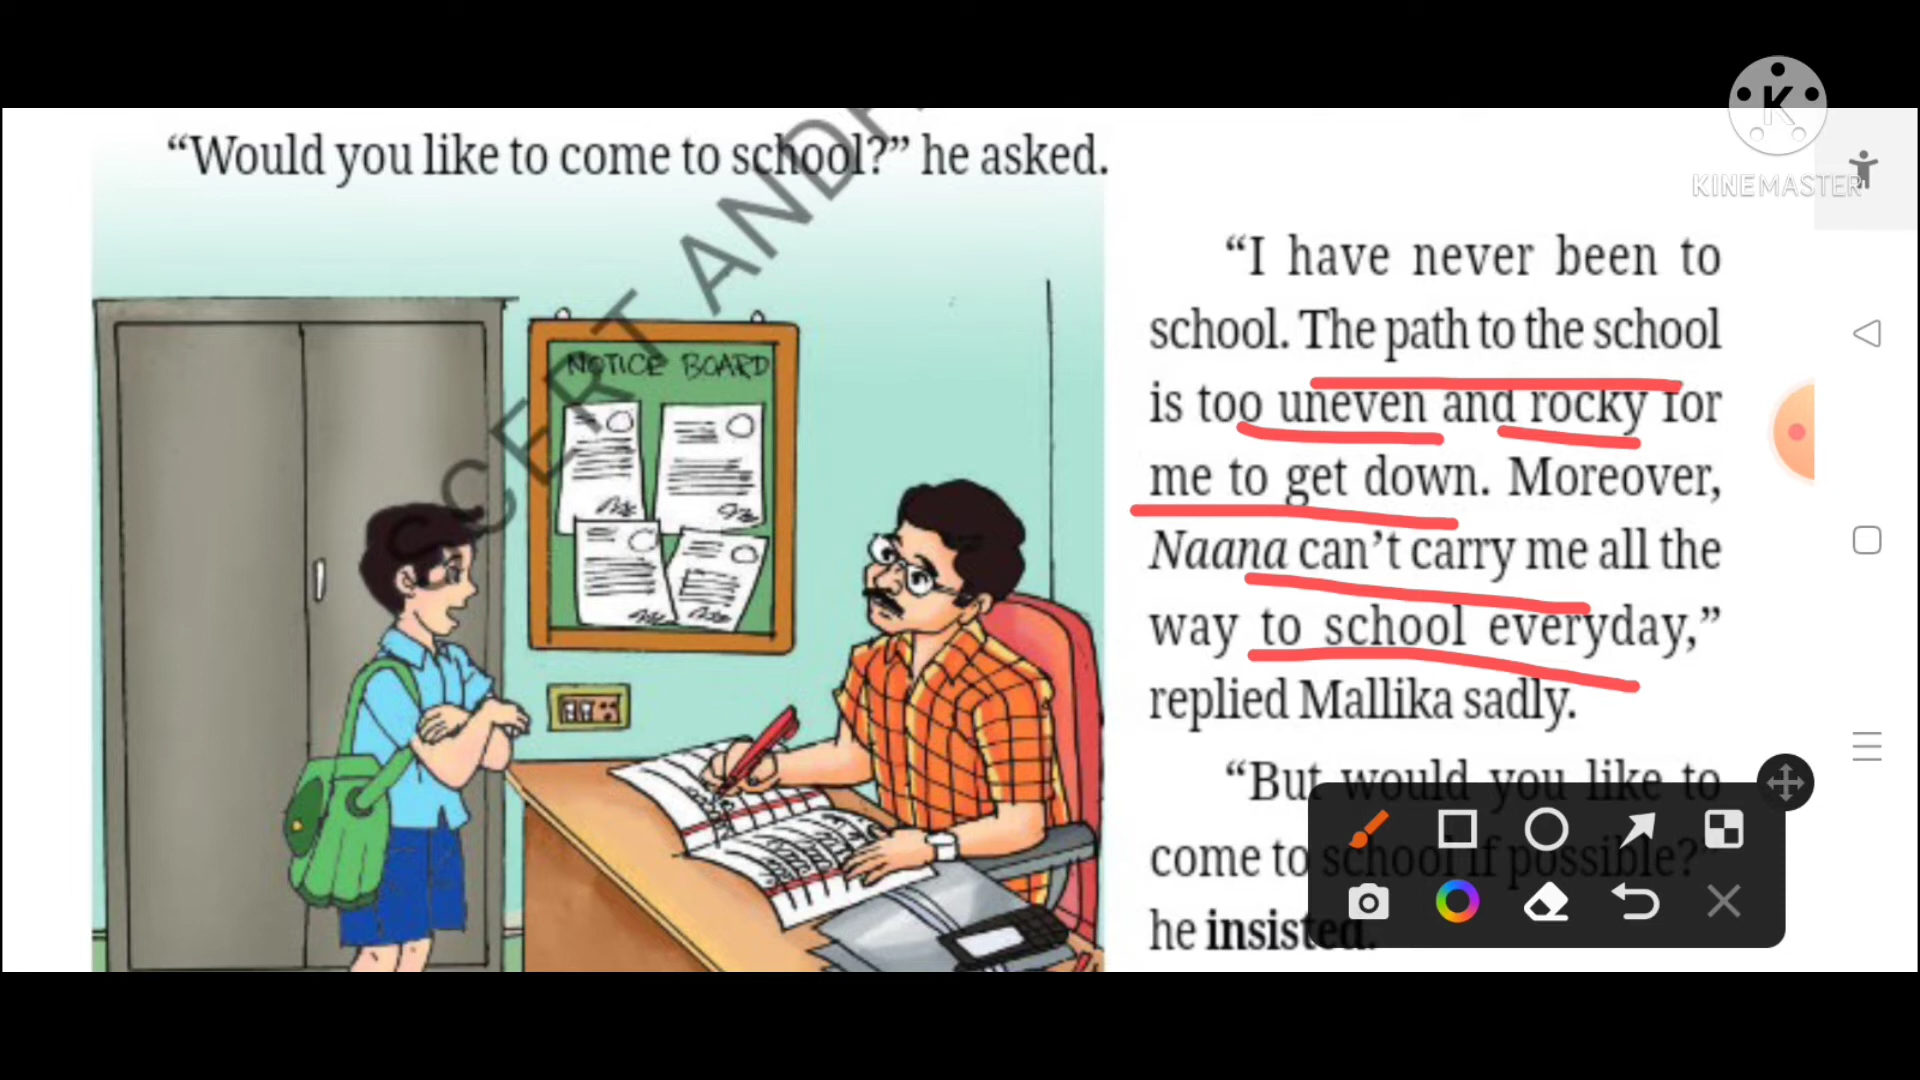 “Would you like to come to school?” he asked.
CERT ANDH
NOTICE BOARD
K
KINEMASTER
“I have never been to
school. The path to the school
is too uneven and rocky for
me to get down. Moreover,
Naana can’t carry me all the
way to school everyday,”
replied Mallika sadly.
“But would you like to
come to school if possible?”
he insisted.